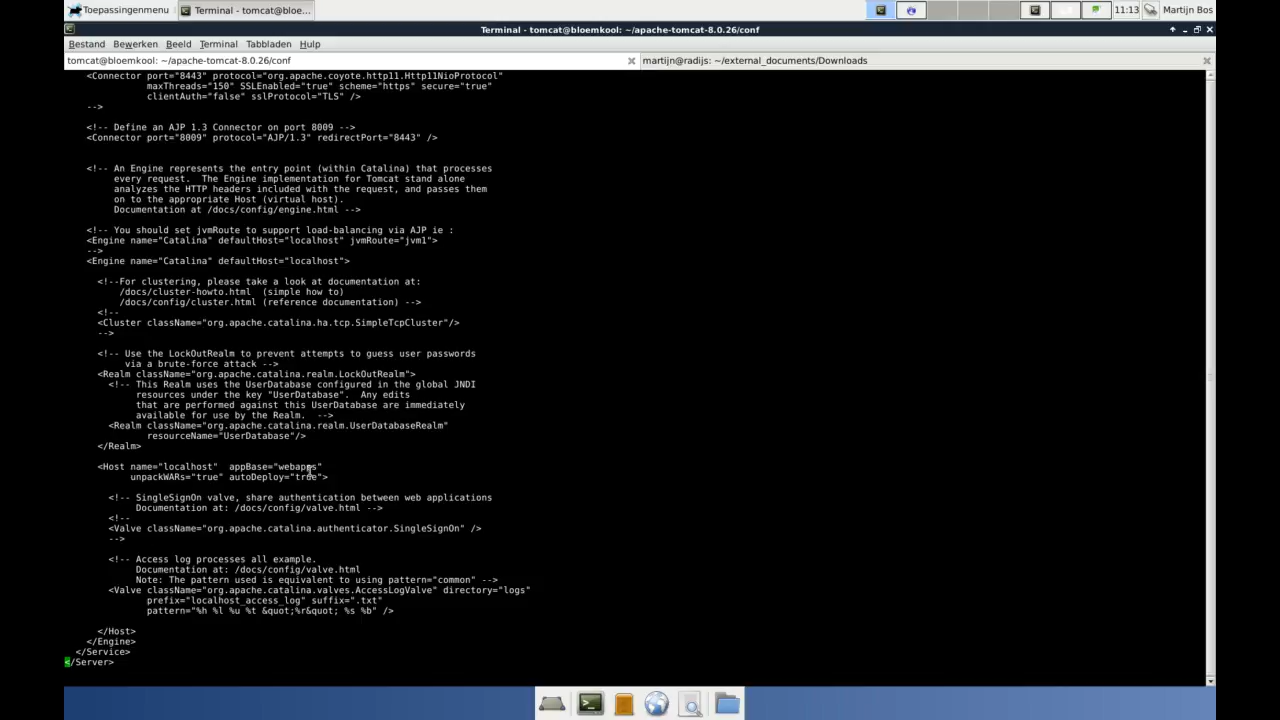 Toepassingenmenu
Terminal - tomcat@bloe...
11:13
Martijn Bos
Terminal - tomcat@bloemkool: ~/apache-tomcat-8.0.26/conf
Bestand Bewerken Beeld Terminal Tabbladen Hulp
tomcat@bloemkool: ~/apache-tomcat-8.0.26/conf
martijn@radijs: ~/external_documents/Downloads
<Connector port="8443" protocol="org.apache.coyote.http11.Http11NioProtocol"
maxThreads="150" SSLEnabled="true" scheme="https" secure="true"
clientAuth="false" sslProtocol="TLS" />
-->
<!-- Define an AJP 1.3 Connector on port 8009 -->
<Connector port="8009" protocol="AJP/1.3" redirectPort="8443" />
<!-- An Engine represents the entry point (within Catalina) that processes
every request.  The Engine implementation for Tomcat stand alone
analyzes the HTTP headers included with the request, and passes them
on to the appropriate Host (virtual host).
Documentation at /docs/config/engine.html -->
<!-- You should set jvmRoute to support load-balancing via AJP ie :
<Engine name="Catalina" defaultHost="localhost" jvmRoute="jvm1">
-->
<Engine name="Catalina" defaultHost="localhost">
<!--For clustering, please take a look at documentation at:
/docs/cluster-howto.html  (simple how to)
/docs/config/cluster.html (reference documentation) -->
<!--
<Cluster className="org.apache.catalina.ha.tcp.SimpleTcpCluster"/>
-->
<!-- Use the LockOutRealm to prevent attempts to guess user passwords
via a brute-force attack -->
<Realm className="org.apache.catalina.realm.LockOutRealm">
<!-- This Realm uses the UserDatabase configured in the global JNDI
resources under the key "UserDatabase".  Any edits
that are performed against this UserDatabase are immediately
available for use by the Realm.  -->
<Realm className="org.apache.catalina.realm.UserDatabaseRealm"
resourceName="UserDatabase"/>
</Realm>
<Host name="localhost"  appBase="webapps"
unpackWARs="true" autoDeploy="true">
<!-- SingleSignOn valve, share authentication between web applications
Documentation at: /docs/config/valve.html -->
<!--
<Valve className="org.apache.catalina.authenticator.SingleSignOn" />
-->
<!-- Access log processes all example.
Documentation at: /docs/config/valve.html
Note: The pattern used is equivalent to using pattern="common" -->
<Valve className="org.apache.catalina.valves.AccessLogValve" directory="logs"
prefix="localhost_access_log" suffix=".txt"
pattern="%h %l %u %t &quot;%r&quot; %s %b" />
</Host>
</Engine>
</Service>
</Server>